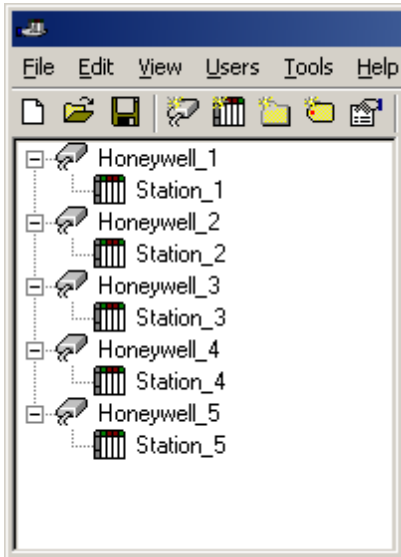 File Edit View Users Tools Help
Honeywell_1
Station_1
Honeywell_2
Station_2
Honeywell_3
Station_3
Honeywell_4
Station_4
Honeywell_5
Station_5